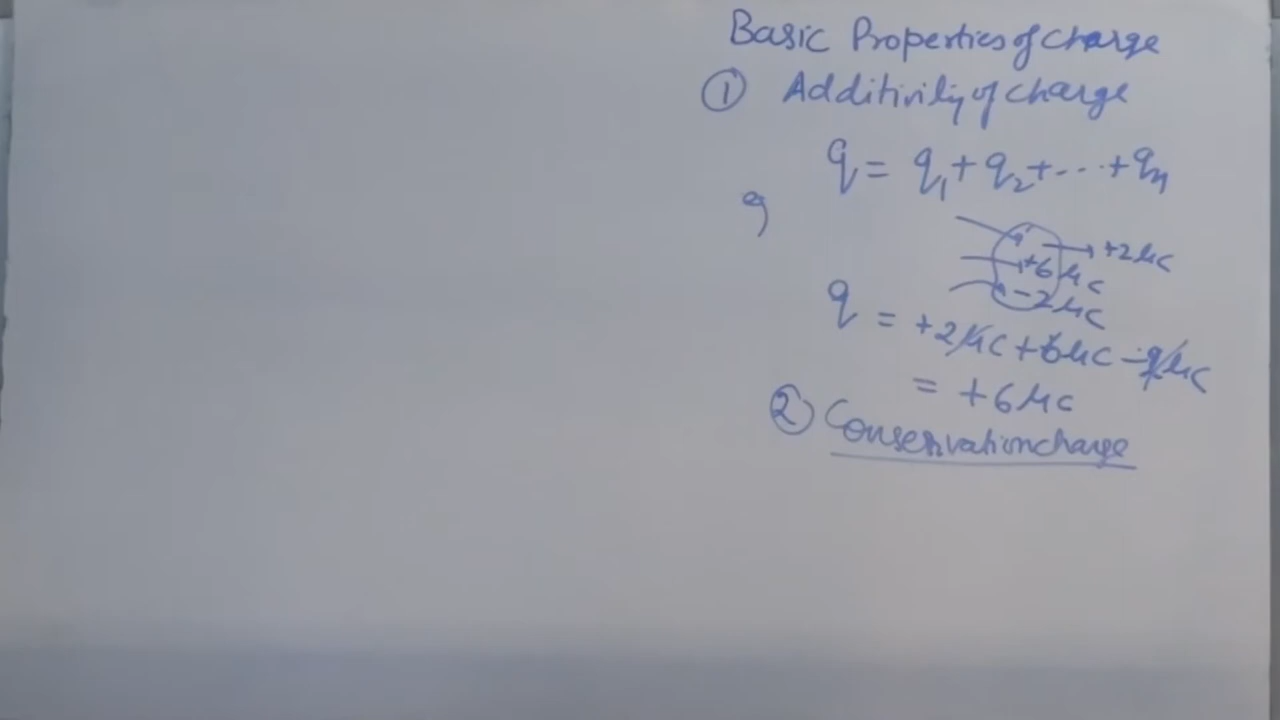 Basic Properties of charge
① Additivity of charge
q = q₁ + q₂ + --- + qₙ
q
+2μC
+6μC
-2μC
q = +2μC + 6μC - 2μC
= +6μC
② Conservation charge